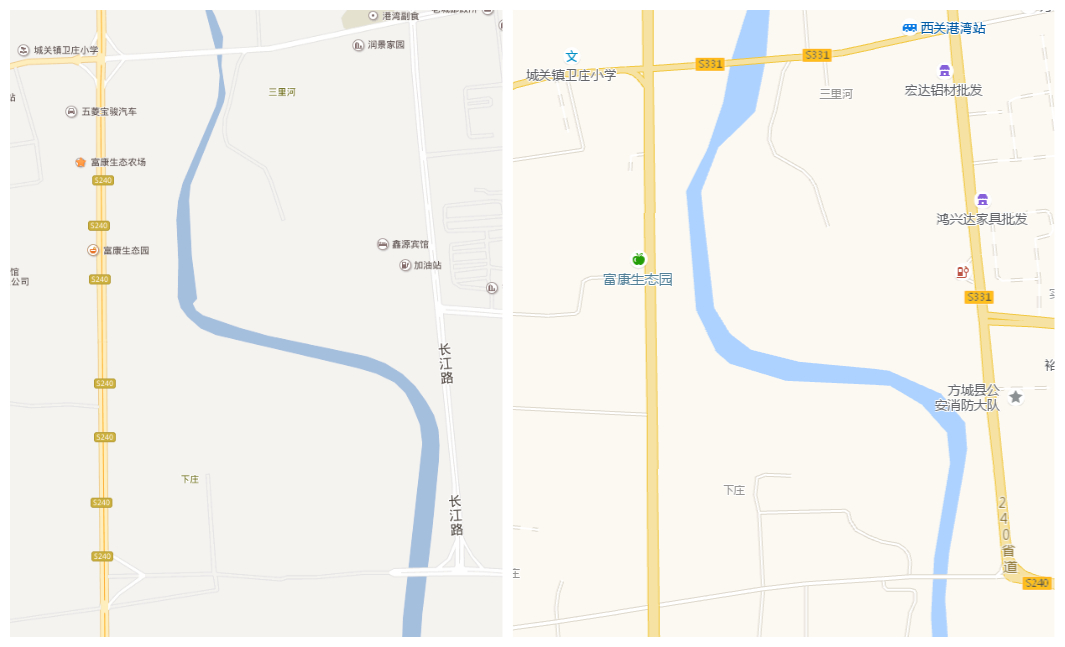 港湾副食
润景家园
城关镇卫庄小学
三里河
五菱宝骏汽车
富康生态农场
S240
S240
富康生态园
鑫源宾馆
加油站
S240
馆
公司
长江路
S240
S240
下庄
S240
长江路
S240
西关港湾站
S331
S331
城关镇卫庄小学
三里河
宏达铝材批发
鸿兴达家具批发
富康生态园
S331
裕
方城县公
安消防大队
下庄
240省道
庄
S240